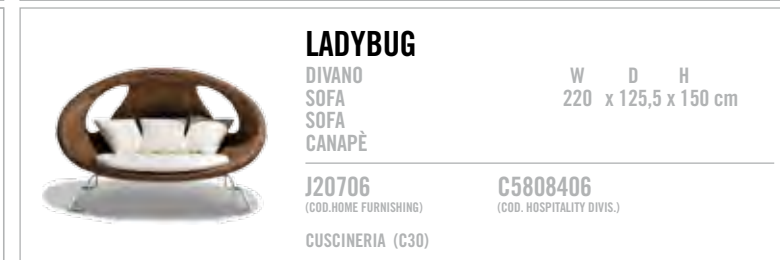 LADYBUG
DIVANO
SOFA
SOFA
CANAPÈ
W D H
220 x 125,5 x 150 cm
J20706
(COD.HOME FURNISHING)
C5808406
(COD. HOSPITALITY DIVIS.)
CUSCINERIA (C30)